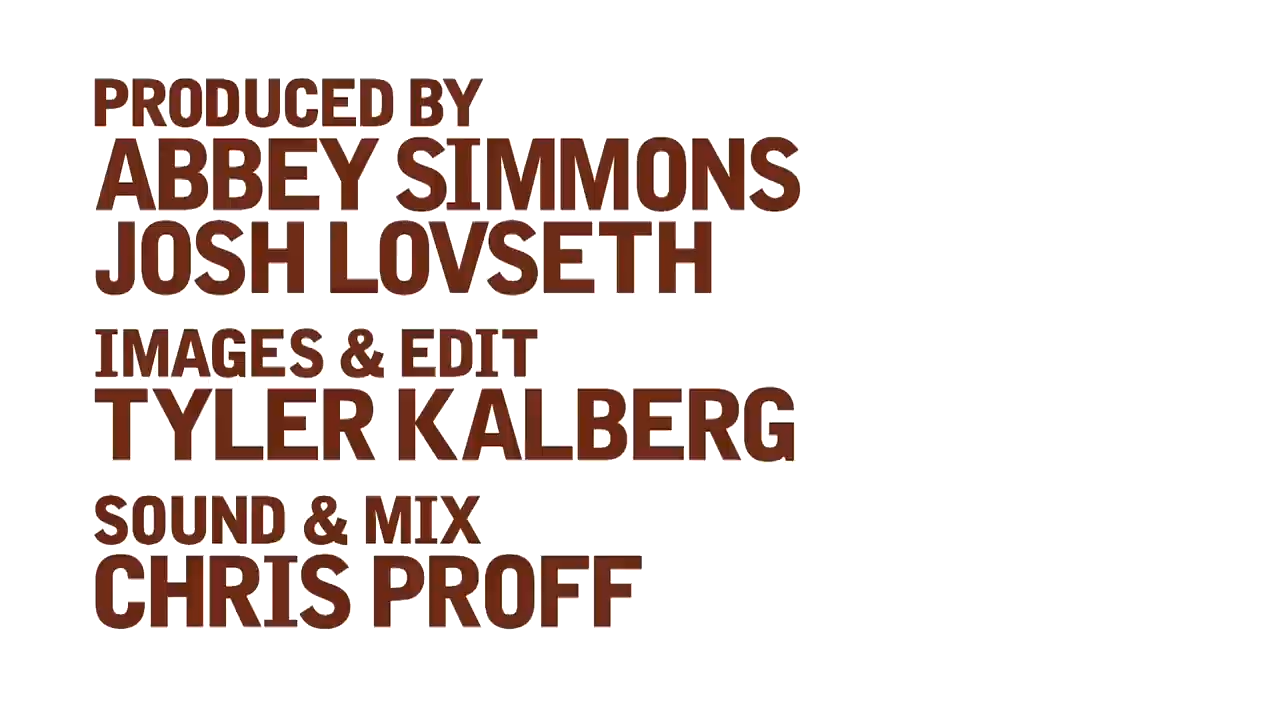 PRODUCED BY
ABBEY SIMMONS
JOSH LOVSETH
IMAGES & EDIT
TYLER KALBERG
SOUND & MIX
CHRIS PROFF